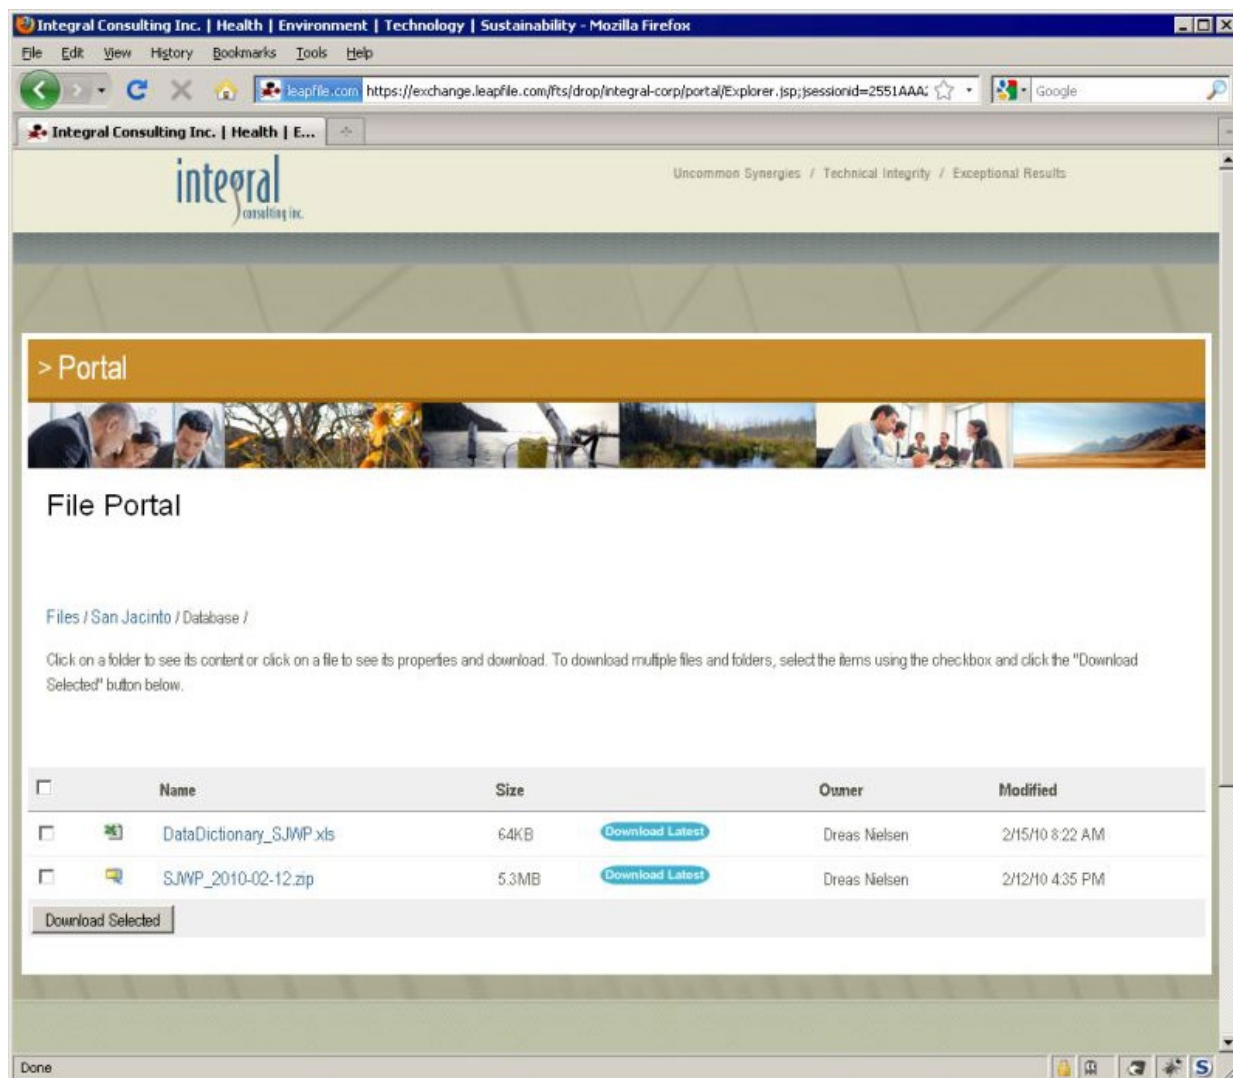 Integral Consulting Inc. | Health | Environment | Technology | Sustainability - Mozilla Firefox
File Edit View History Bookmarks Tools Help
leapfile.com https://exchange.leapfile.com/fts/drop/integral-corp/portal/Explorer.jsp;jsessionid=2551AAA Google
Integral Consulting Inc. | Health | E...
integral
consulting inc.
Uncommon Synergies / Technical Integrity / Exceptional Results
> Portal
File Portal
Files / San Jacinto / Database /
Click on a folder to see its content or click on a file to see its properties and download. To download multiple files and folders, select the items using the checkbox and click the "Download
Selected" button below.
Name Size Owner Modified
DataDictionary_SJWP.xls 64KB Download Latest Dreas Nielsen 2/15/10 8:22 AM
SJWP_2010-02-12.zip 5.3MB Download Latest Dreas Nielsen 2/12/10 4:35 PM
Download Selected
Done